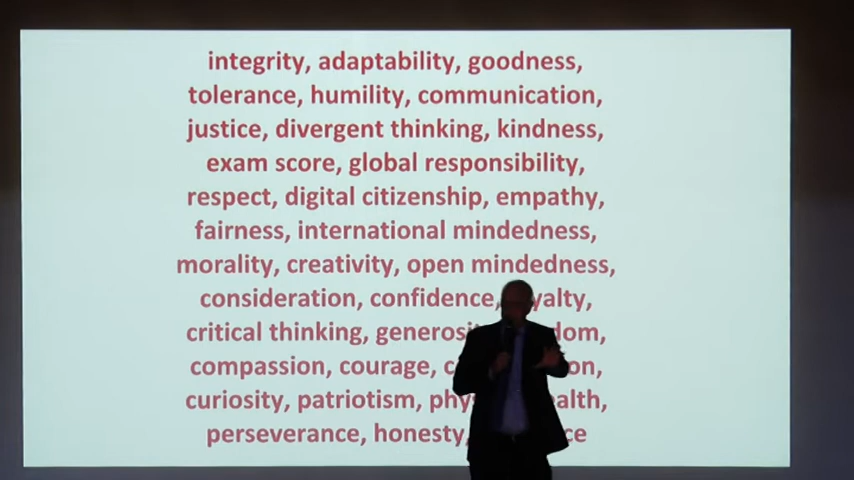 integrity, adaptability, goodness,
tolerance, humility, communication,
justice, divergent thinking, kindness,
exam score, global responsibility,
respect, digital citizenship, empathy,
fairness, international mindedness,
morality, creativity, open mindedness,
consideration, confidence,
critical thinking,
compassion, courage,
curiosity, patriotism,
perseverance, honesty,